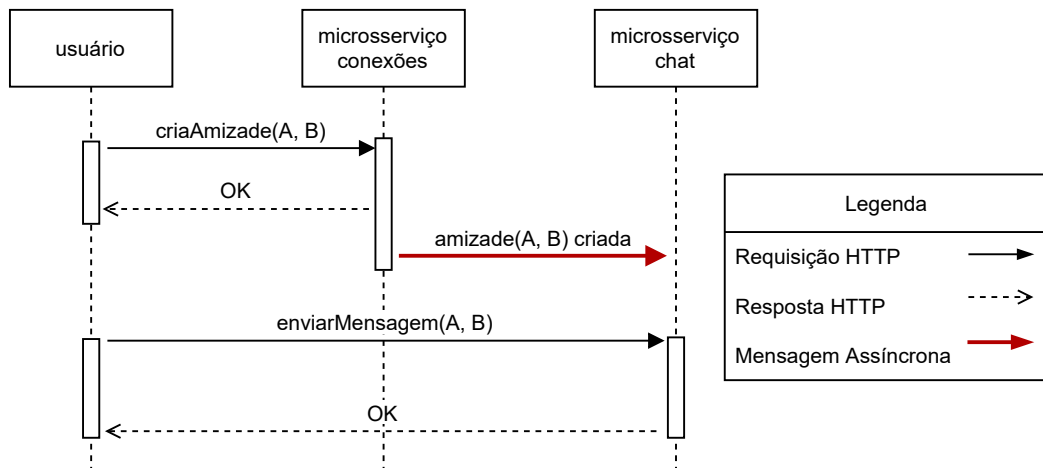 usuário
microsserviço
conexões
microsserviço
chat
criaAmizade(A, B)
OK
amizade(A, B) criada
enviarMensagem(A, B)
OK
Legenda
Requisição HTTP
Resposta HTTP
Mensagem Assíncrona